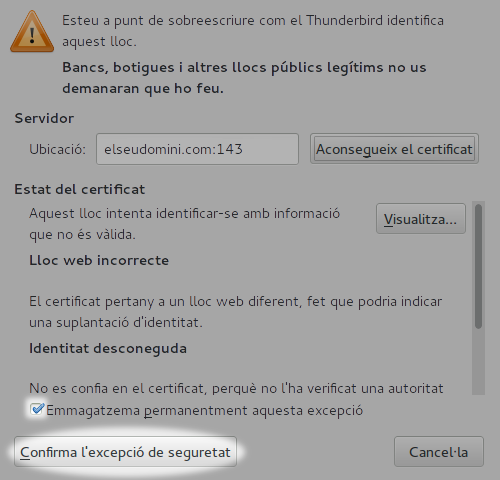 Esteu a punt de sobreescriure com el Thunderbird identifica
aquest lloc.
Bancs, botigues i altres llocs públics legítims no us
demanaran que ho feu.
Servidor
Ubicació: elseudomini.com:143 Aconsegueix el certificat
Estat del certificat
Aquest lloc intenta identificar-se amb informació
que no és vàlida.
Visualitza...
Lloc web incorrecte
El certificat pertany a un lloc web diferent, fet que podria indicar
una suplantació d'identitat.
Identitat desconeguda
No es confia en el certificat, perquè no l'ha verificat una autoritat
Emmagatzema permanentment aquesta excepció
Confirma l'excepció de seguretat Cancel·la